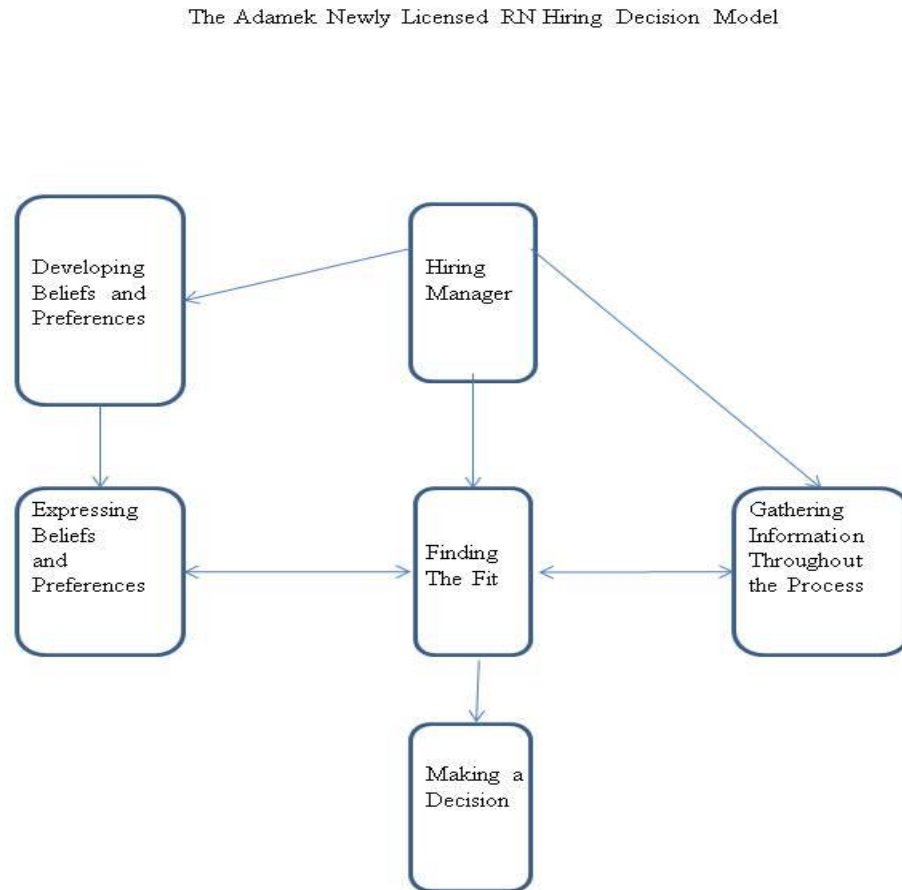 The Adamek Newly Licensed RN Hiring Decision Model
Developing
Beliefs and
Preferences
Hiring
Manager
Expressing
Beliefs
and
Preferences
Finding
The Fit
Gathering
Information
Throughout
the Process
Making a
Decision